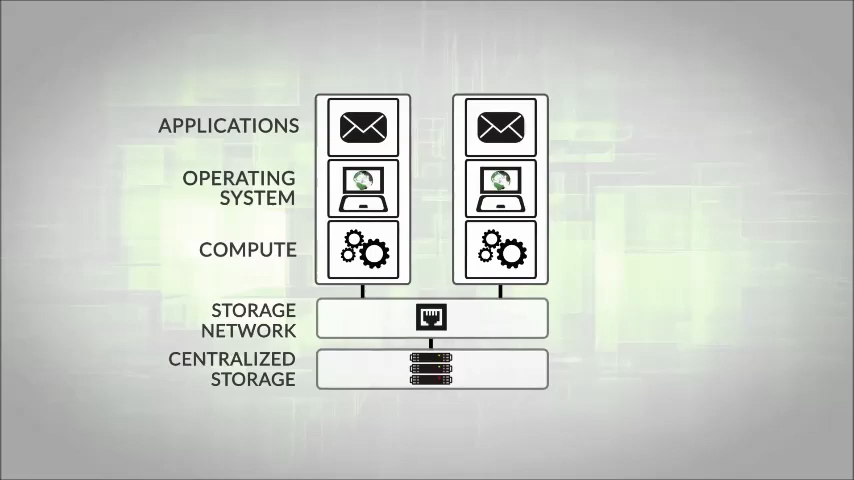 APPLICATIONS
OPERATING
SYSTEM
COMPUTE
STORAGE
NETWORK
CENTRALIZED
STORAGE